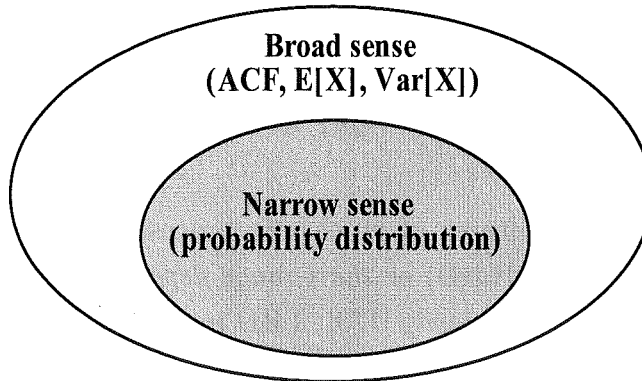 Broad sense
(ACF, E[X], Var[X])
Narrow sense
(probability distribution)